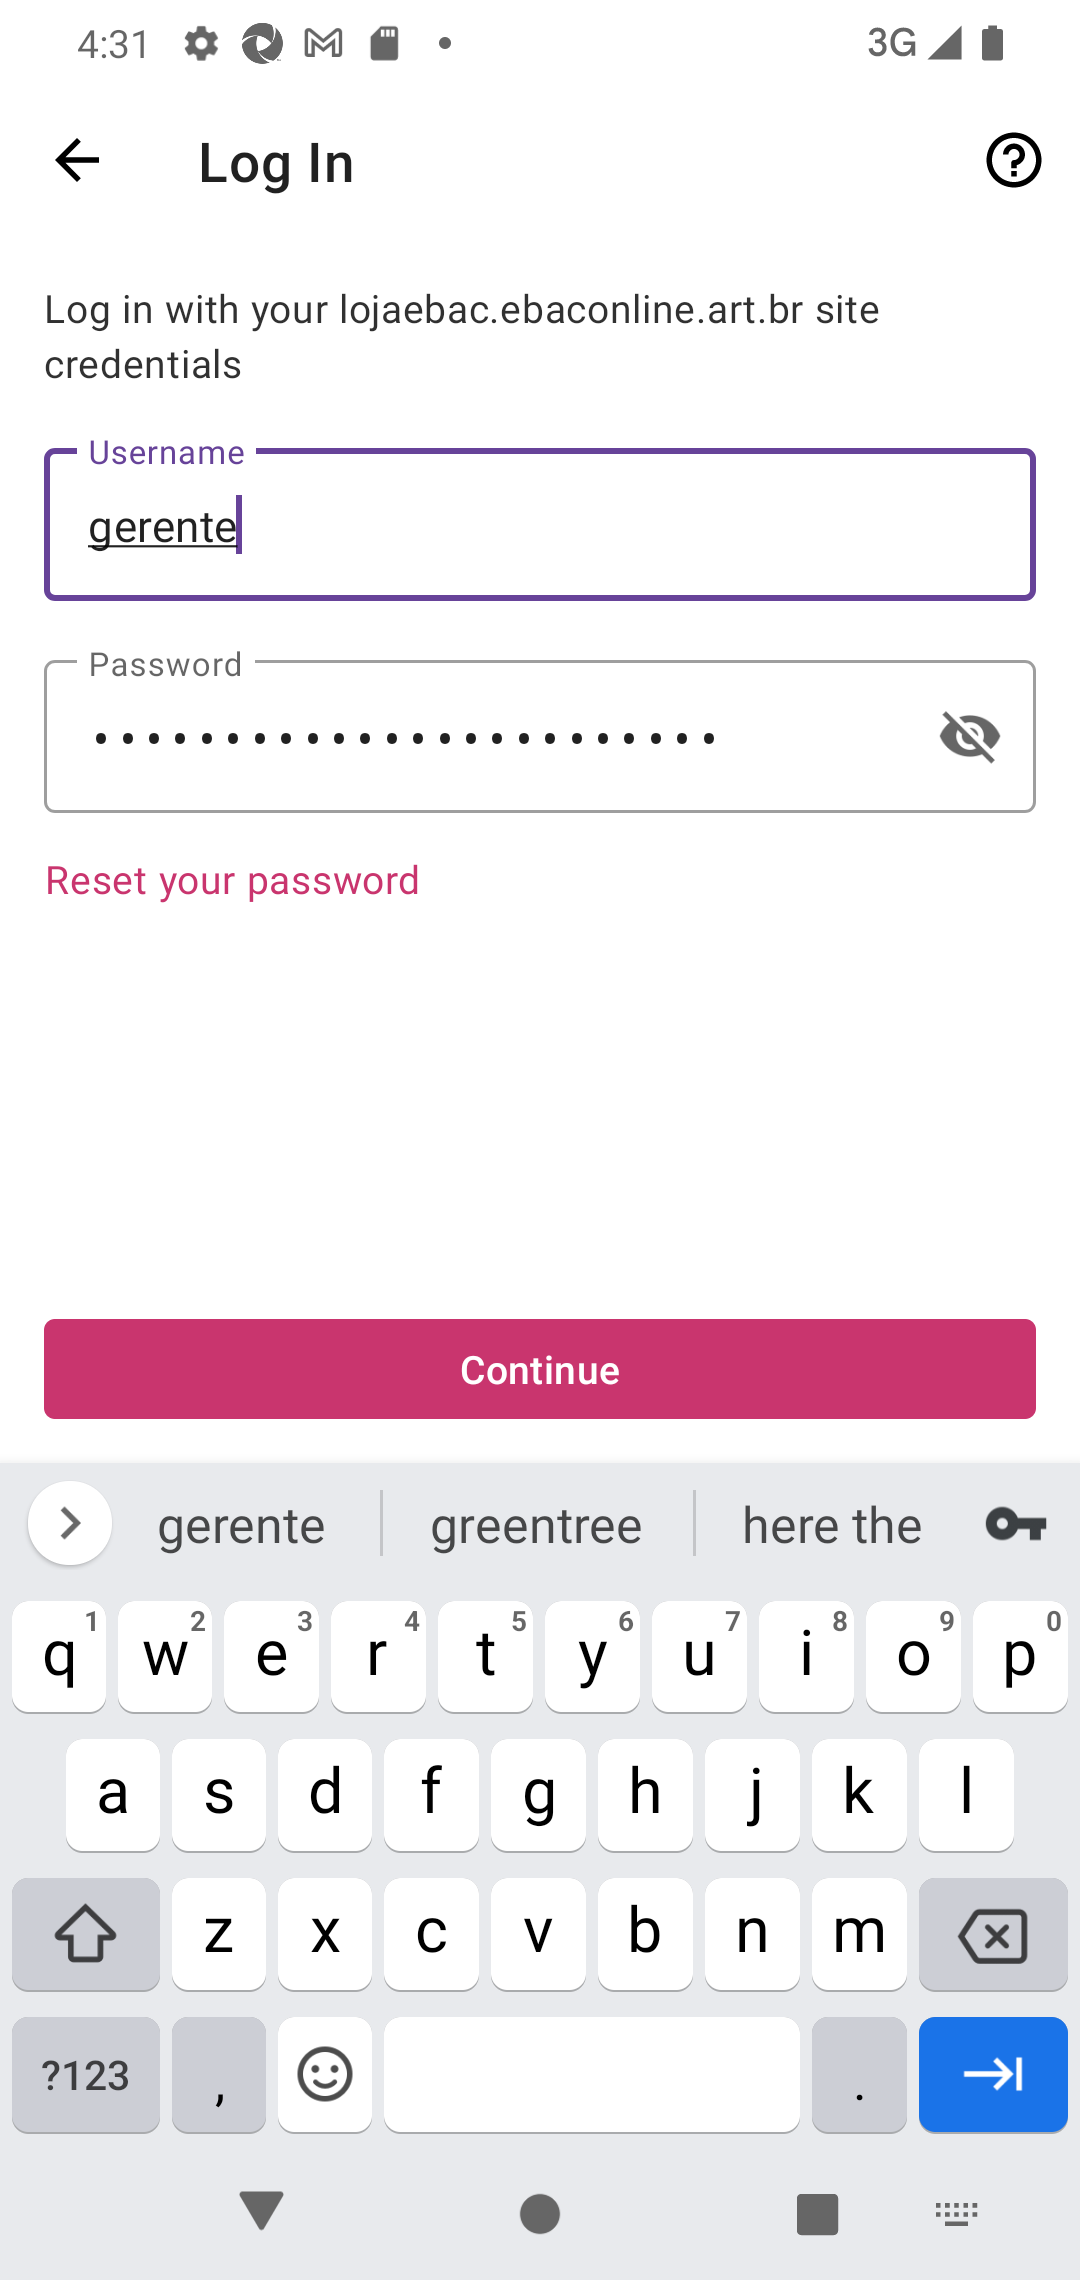 4:31
3G
Log In
Log in with your lojaebac.ebaconline.art.br site
credentials
Username
gerente
Password
••••••••••••••••••••••••
Reset your password
Continue
gerente greentree here the
q1 w2 e3 r4 t5 y6 u7 i8 o9 p0
a s d f g h j k l
z x c v b n m
?123 , .